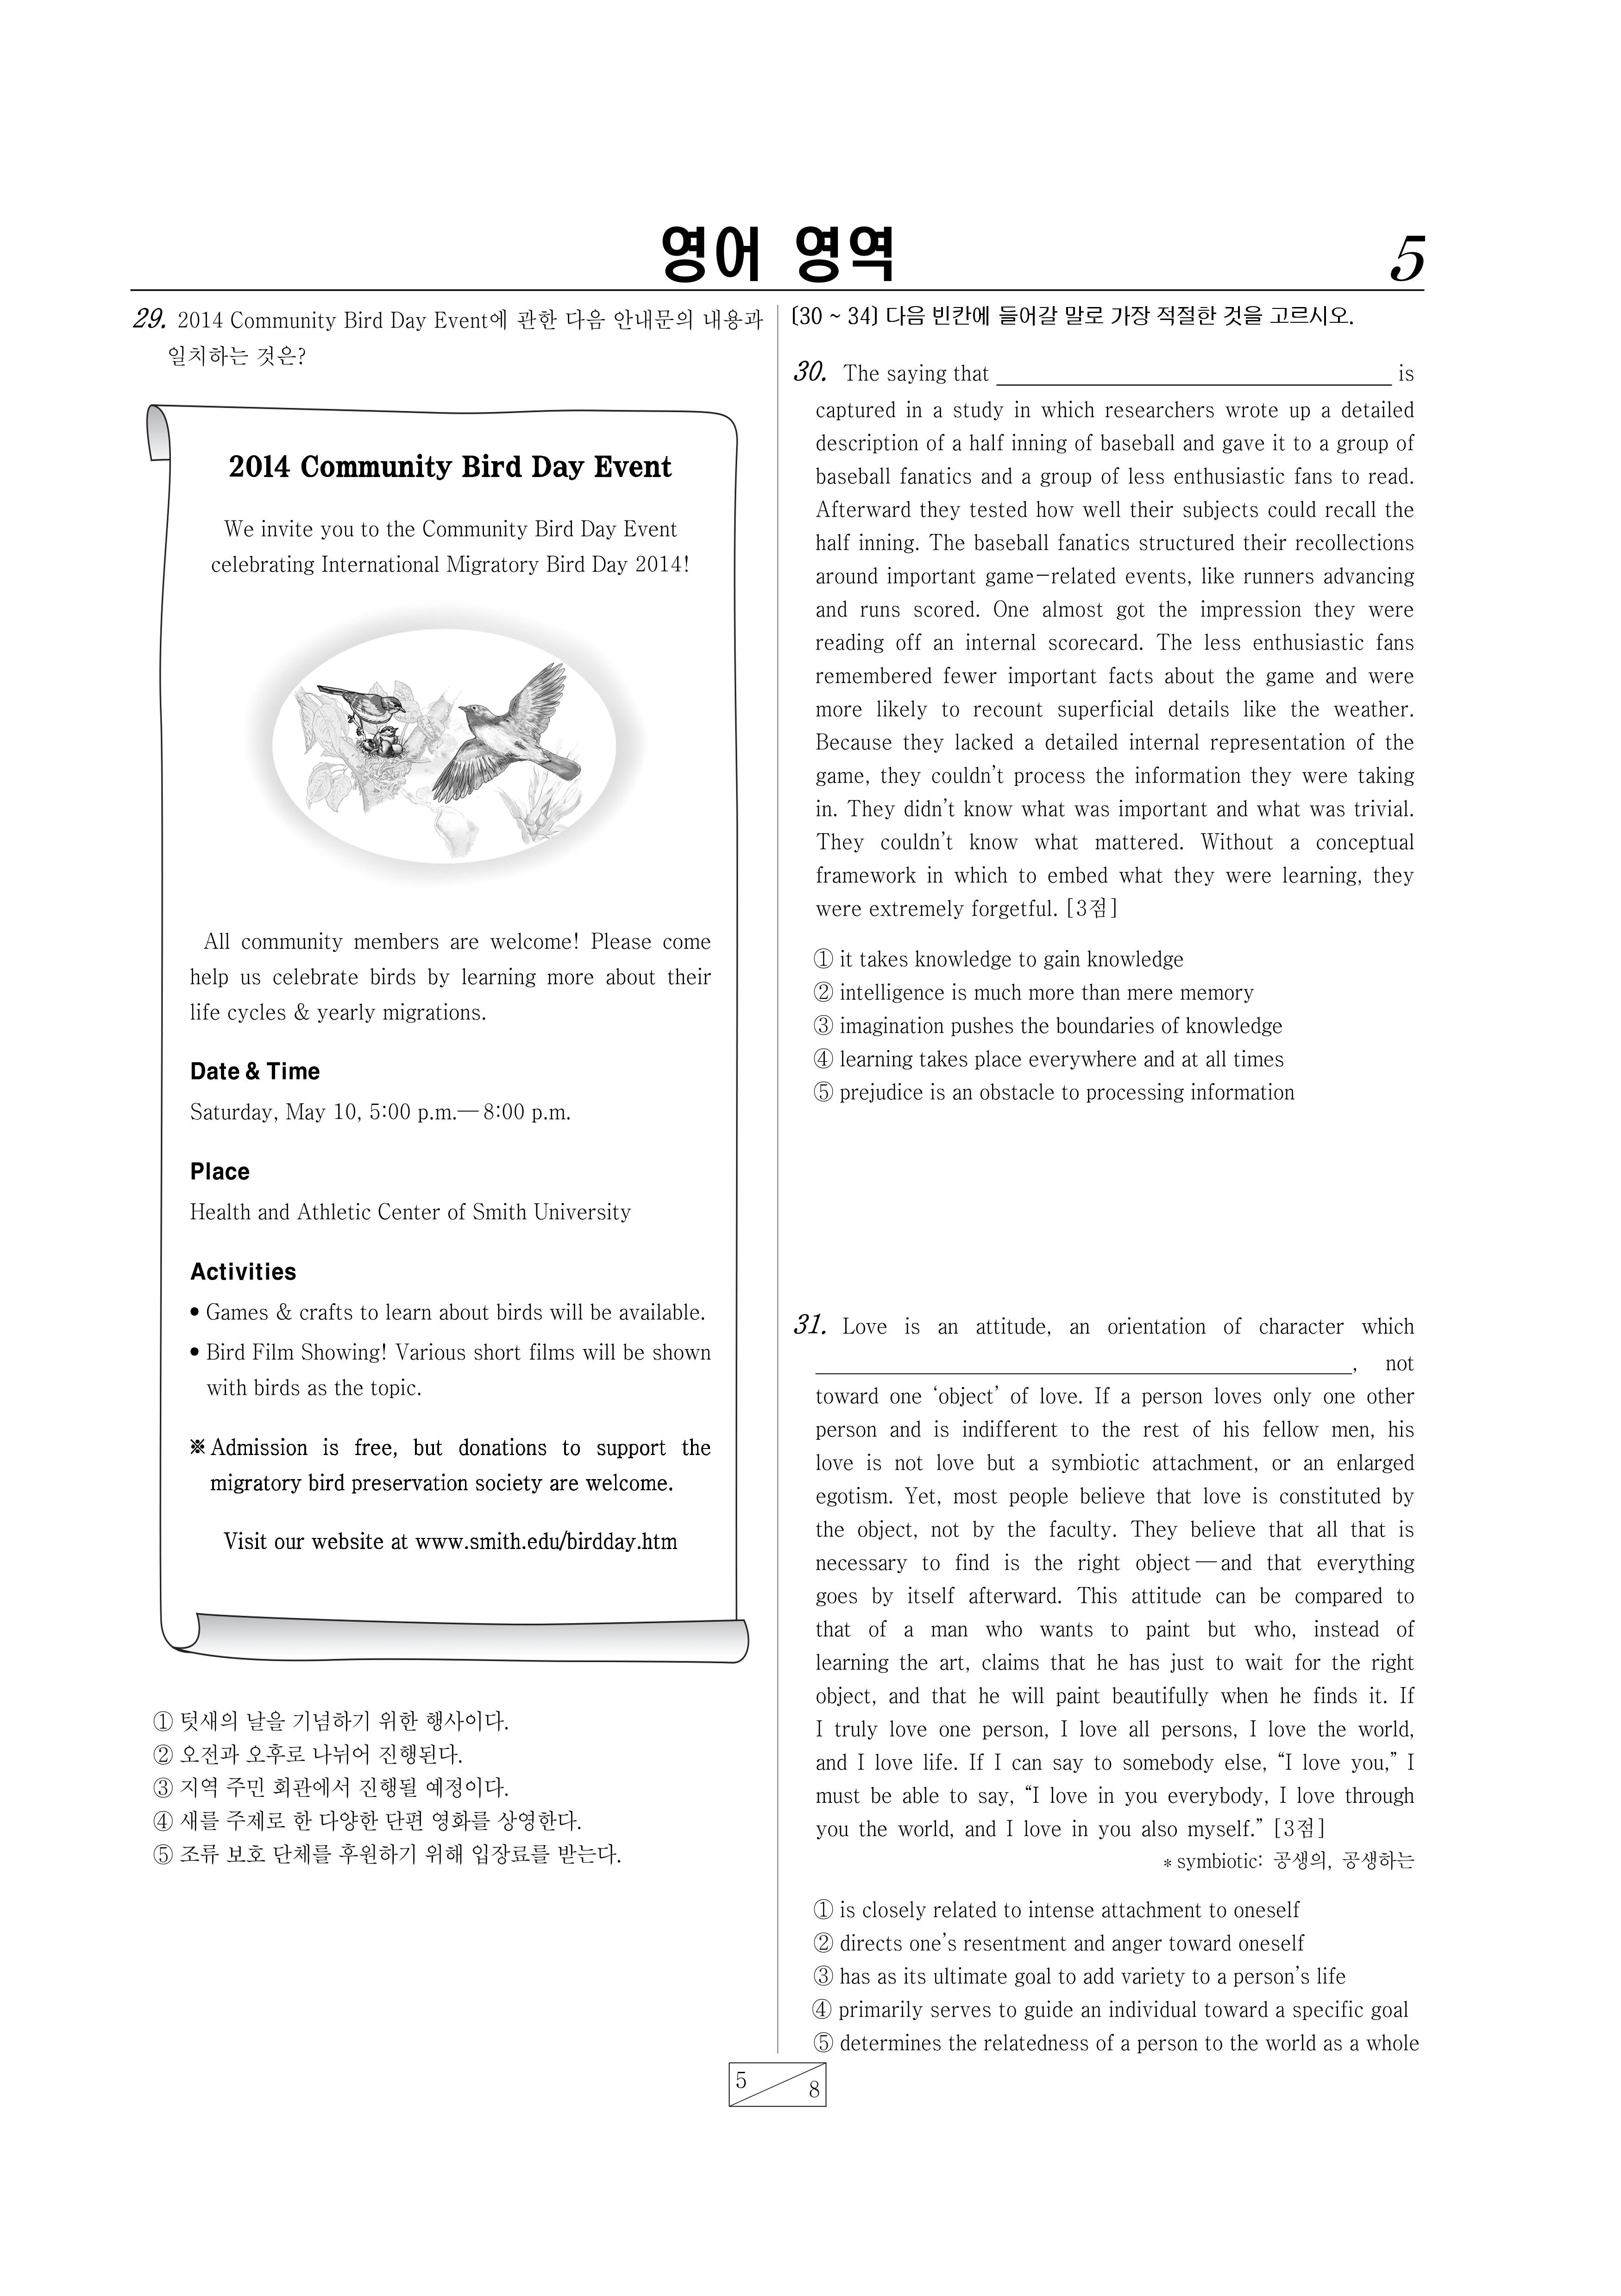 영어 영역
5
29. 2014 Community Bird Day Event에 관한 다음 안내문의 내용과
일치하는 것은?
2014 Community Bird Day Event
We invite you to the Community Bird Day Event
celebrating International Migratory Bird Day 2014!
All community members are welcome! Please come
help us celebrate birds by learning more about their
life cycles & yearly migrations.
Date & Time
Saturday, May 10, 5:00 p.m.— 8:00 p.m.
Place
Health and Athletic Center of Smith University
Activities
• Games & crafts to learn about birds will be available.
• Bird Film Showing! Various short films will be shown
with birds as the topic.
※ Admission is free, but donations to support the
migratory bird preservation society are welcome.
Visit our website at www.smith.edu/birdday.htm
① 텃새의 날을 기념하기 위한 행사이다.
② 오전과 오후로 나뉘어 진행된다.
③ 지역 주민 회관에서 진행될 예정이다.
④ 새를 주제로 한 다양한 단편 영화를 상영한다.
⑤ 조류 보호 단체를 후원하기 위해 입장료를 받는다.
[30 ~ 34] 다음 빈칸에 들어갈 말로 가장 적절한 것을 고르시오.
30. The saying that ______________________________ is
captured in a study in which researchers wrote up a detailed
description of a half inning of baseball and gave it to a group of
baseball fanatics and a group of less enthusiastic fans to read.
Afterward they tested how well their subjects could recall the
half inning. The baseball fanatics structured their recollections
around important game-related events, like runners advancing
and runs scored. One almost got the impression they were
reading off an internal scorecard. The less enthusiastic fans
remembered fewer important facts about the game and were
more likely to recount superficial details like the weather.
Because they lacked a detailed internal representation of the
game, they couldn't process the information they were taking
in. They didn't know what was important and what was trivial.
They couldn't know what mattered. Without a conceptual
framework in which to embed what they were learning, they
were extremely forgetful. [3점]
① it takes knowledge to gain knowledge
② intelligence is much more than mere memory
③ imagination pushes the boundaries of knowledge
④ learning takes place everywhere and at all times
⑤ prejudice is an obstacle to processing information
31. Love is an attitude, an orientation of character which
________________________________________, not
toward one ‘object’ of love. If a person loves only one other
person and is indifferent to the rest of his fellow men, his
love is not love but a symbiotic attachment, or an enlarged
egotism. Yet, most people believe that love is constituted by
the object, not by the faculty. They believe that all that is
necessary to find is the right object — and that everything
goes by itself afterward. This attitude can be compared to
that of a man who wants to paint but who, instead of
learning the art, claims that he has just to wait for the right
object, and that he will paint beautifully when he finds it. If
I truly love one person, I love all persons, I love the world,
and I love life. If I can say to somebody else, “I love you,” I
must be able to say, “I love in you everybody, I love through
you the world, and I love in you also myself.” [3점]
* symbiotic: 공생의, 공생하는
① is closely related to intense attachment to oneself
② directs one's resentment and anger toward oneself
③ has as its ultimate goal to add variety to a person's life
④ primarily serves to guide an individual toward a specific goal
⑤ determines the relatedness of a person to the world as a whole
5
8